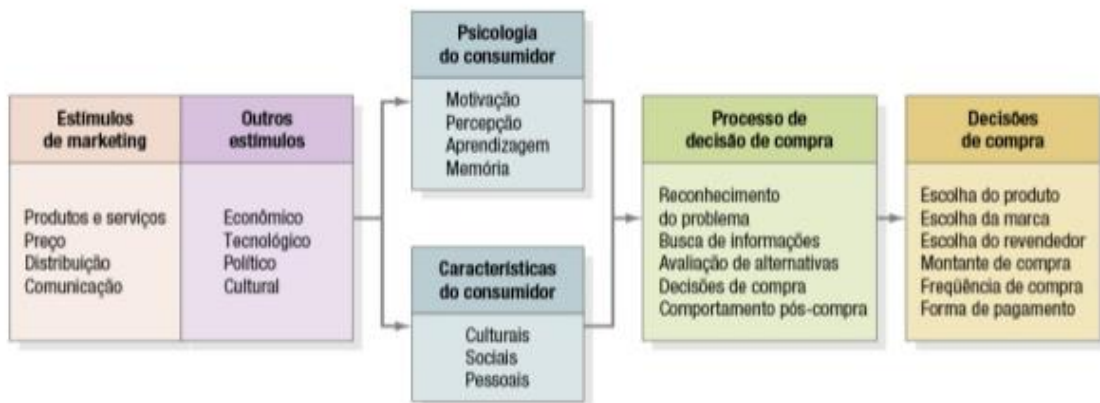 Estímulos
de marketing
Produtos e serviços
Preço
Distribuição
Comunicação
Outros
estímulos
Econômico
Tecnológico
Político
Cultural
Psicologia
do consumidor
Motivação
Percepção
Aprendizagem
Memória
Características
do consumidor
Culturais
Sociais
Pessoais
Processo de
decisão de compra
Reconhecimento
do problema
Busca de informações
Avaliação de alternativas
Decisões de compra
Comportamento pós-compra
Decisões
de compra
Escolha do produto
Escolha da marca
Escolha do revendedor
Montante de compra
Freqüência de compra
Forma de pagamento